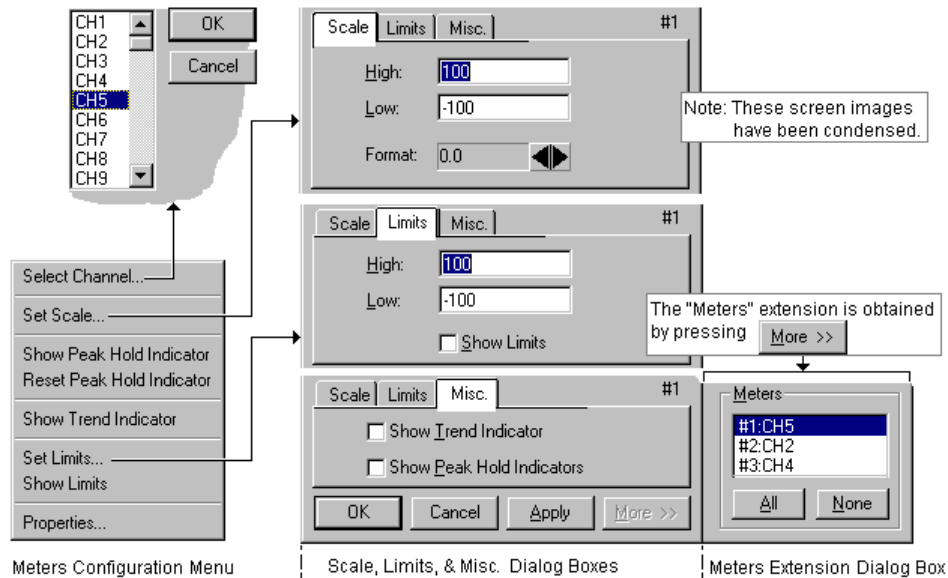 CH1
CH2
CH3
CH4
CH5
CH6
CH7
CH8
CH9
OK
Cancel
Select Channel...
Set Scale...
Show Peak Hold Indicator
Reset Peak Hold Indicator
Show Trend Indicator
Set Limits...
Show Limits
Properties...
Meters Configuration Menu
Scale Limits Misc. #1
High: 100
Low: -100
Format: 0.0
Note: These screen images
have been condensed.
Scale Limits Misc. #1
High: 100
Low: -100
Show Limits
The "Meters" extension is obtained
by pressing More >>
Scale Limits Misc. #1
Show Trend Indicator
Show Peak Hold Indicators
OK Cancel Apply More >>
Scale, Limits, & Misc. Dialog Boxes
Meters
#1:CH5
#2:CH2
#3:CH4
All None
Meters Extension Dialog Box